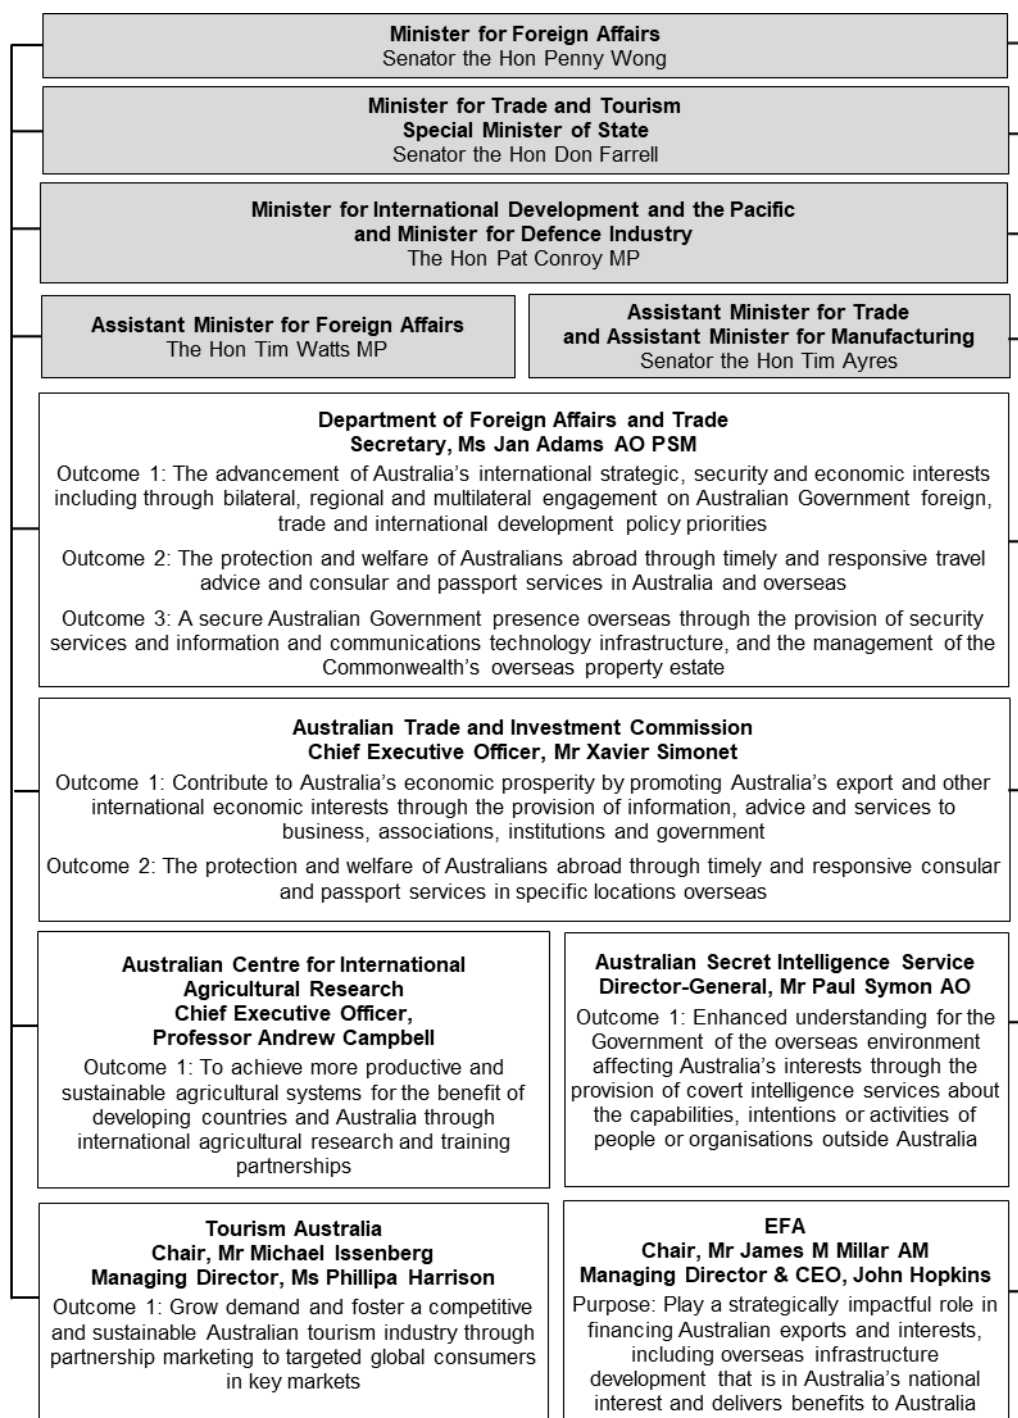 Minister for Foreign Affairs
Senator the Hon Penny Wong
Minister for Trade and Tourism
Special Minister of State
Senator the Hon Don Farrell
Minister for International Development and the Pacific
and Minister for Defence Industry
The Hon Pat Conroy MP
Assistant Minister for Foreign Affairs
The Hon Tim Watts MP
Assistant Minister for Trade
and Assistant Minister for Manufacturing
Senator the Hon Tim Ayres
Department of Foreign Affairs and Trade
Secretary, Ms Jan Adams AO PSM
Outcome 1: The advancement of Australia's international strategic, security and economic interests
including through bilateral, regional and multilateral engagement on Australian Government foreign,
trade and international development policy priorities
Outcome 2: The protection and welfare of Australians abroad through timely and responsive travel
advice and consular and passport services in Australia and overseas
Outcome 3: A secure Australian Government presence overseas through the provision of security
services and information and communications technology infrastructure, and the management of the
Commonwealth's overseas property estate
Australian Trade and Investment Commission
Chief Executive Officer, Mr Xavier Simonet
Outcome 1: Contribute to Australia's economic prosperity by promoting Australia's export and other
international economic interests through the provision of information, advice and services to
business, associations, institutions and government
Outcome 2: The protection and welfare of Australians abroad through timely and responsive consular
and passport services in specific locations overseas
Australian Centre for International
Agricultural Research
Chief Executive Officer,
Professor Andrew Campbell
Outcome 1: To achieve more productive and
sustainable agricultural systems for the benefit of
developing countries and Australia through
international agricultural research and training
partnerships
Australian Secret Intelligence Service
Director-General, Mr Paul Symon AO
Outcome 1: Enhanced understanding for the
Government of the overseas environment
affecting Australia's interests through the
provision of covert intelligence services about
the capabilities, intentions or activities of
people or organisations outside Australia
Tourism Australia
Chair, Mr Michael Issenberg
Managing Director, Ms Phillipa Harrison
Outcome 1: Grow demand and foster a competitive
and sustainable Australian tourism industry through
partnership marketing to targeted global consumers
in key markets
EFA
Chair, Mr James M Millar AM
Managing Director & CEO, John Hopkins
Purpose: Play a strategically impactful role in
financing Australian exports and interests,
including overseas infrastructure
development that is in Australia's national
interest and delivers benefits to Australia